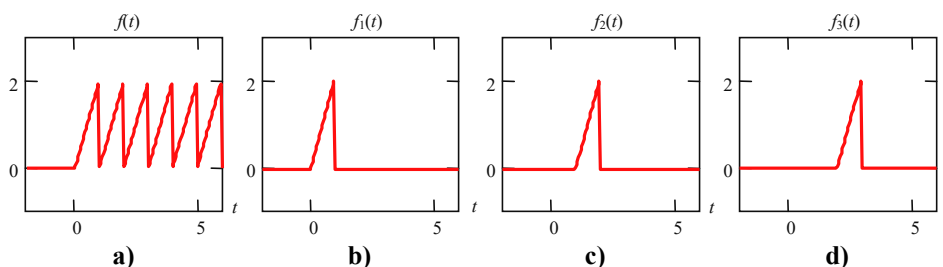 f(t) f₁(t) f₂(t) f₃(t)
2 2 2 2
0 0 0 0
0 5 t 0 5 t 0 5 t 0 5 t
a) b) c) d)